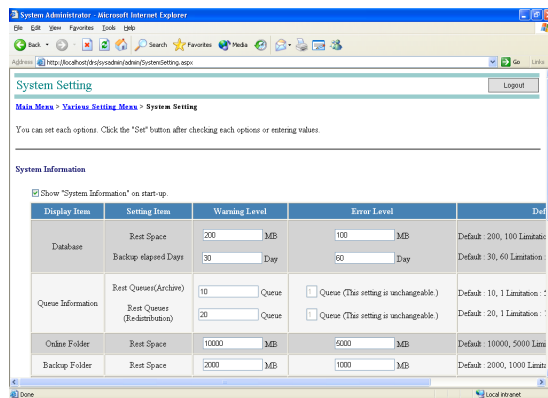 System Administrator - Microsoft Internet Explorer
File Edit View Favorites Tools Help
Back Search Favorites Media
Address http://localhost/drs/sysadmin/admin/SystemSetting.aspx Go Links
System Setting Logout
Main Menu > Various Setting Menu > System Setting
You can set each options. Click the "Set" button after checking each options or entering values.
System Information
Show "System Information" on start-up.
Display Item Setting Item Warning Level Error Level Def
Database
Rest Space 200 MB 100 MB Default : 200, 100 Limitatic
Backup elapsed Days 30 Day 60 Day Default : 30, 60 Limitation :
Queue Information
Rest Queues(Archive) 10 Queue 1 Queue (This setting is unchangeable.) Default : 10, 1 Limitation :
Rest Queues
(Redistribution) 20 Queue 1 Queue (This setting is unchangeable.) Default : 20, 1 Limitation :
Online Folder Rest Space 10000 MB 5000 MB Default : 10000, 5000 Limi
Backup Folder Rest Space 2000 MB 1000 MB Default : 2000, 1000 Limita
Done Local intranet